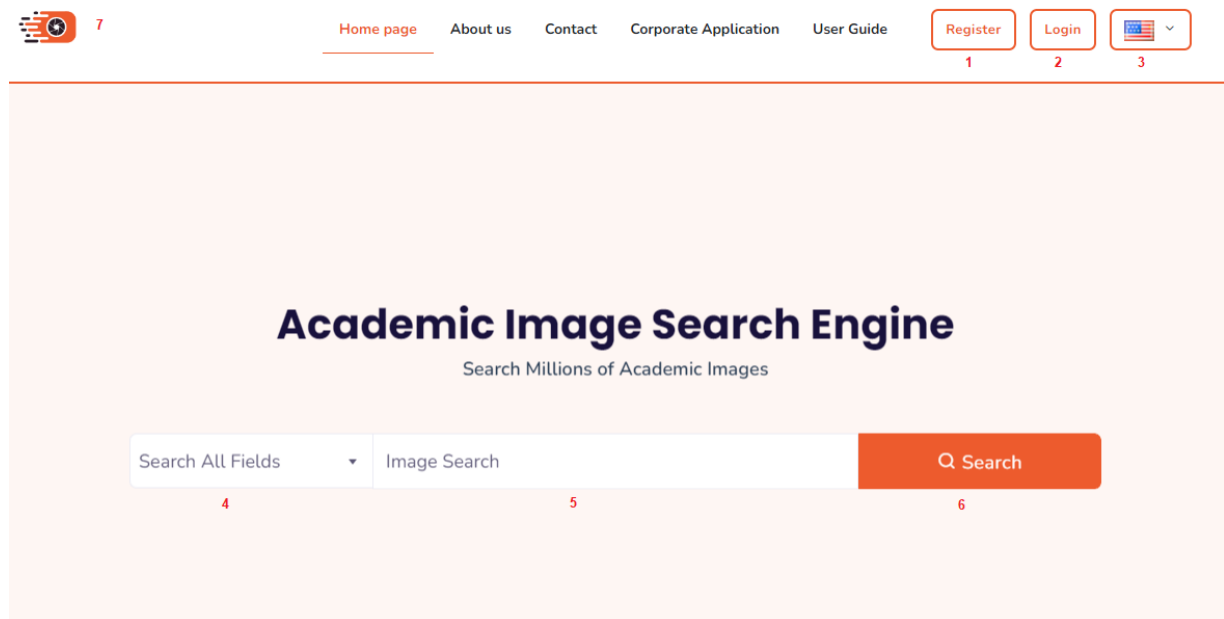 7 Home page About us Contact Corporate Application User Guide Register Login
1 2 3
Academic Image Search Engine
Search Millions of Academic Images
Search All Fields Image Search Search
4 5 6